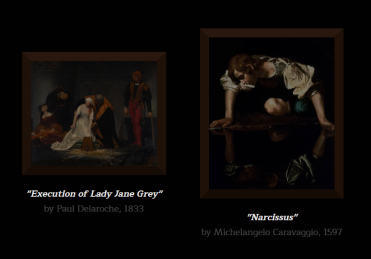 "Execution of Lady Jane Grey"
by Paul Delaroche, 1833
"Narcissus"
by Michelangelo Caravaggio, 1597